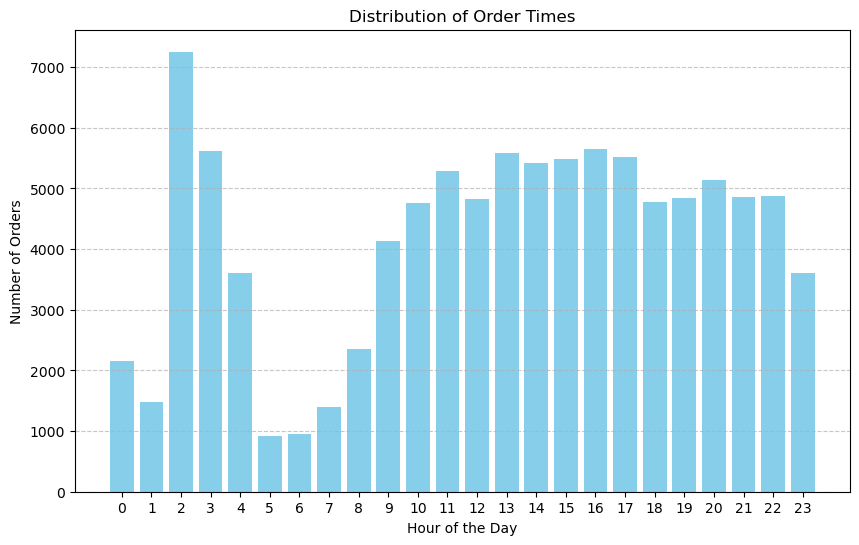 Distribution of Order Times
Number of Orders
7000
6000
5000
4000
3000
2000
1000
0
0 1 2 3 4 5 6 7 8 9 10 11 12 13 14 15 16 17 18 19 20 21 22 23
Hour of the Day